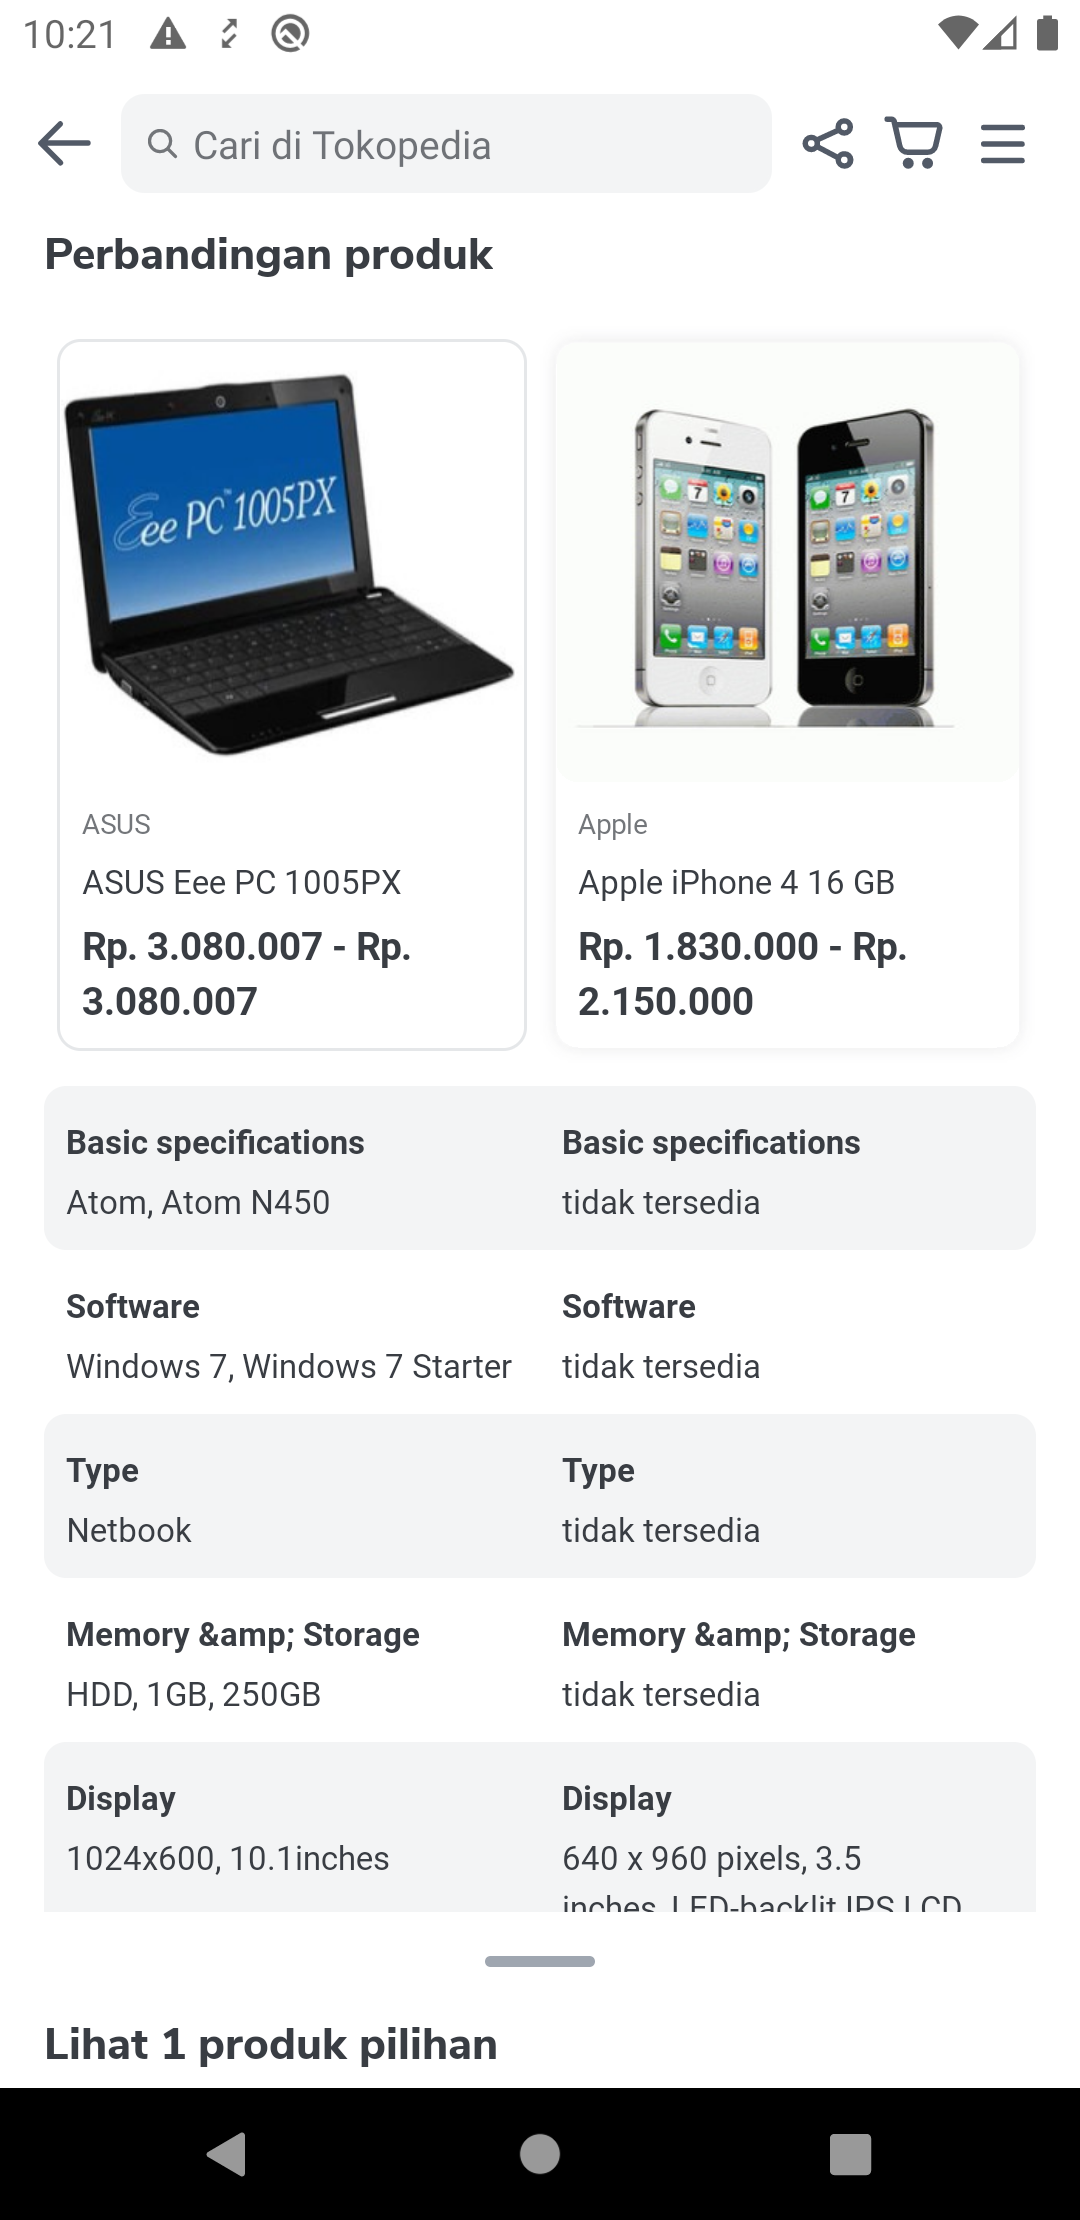 10:21
Cari di Tokopedia
Perbandingan produk
Eee PC™ 1005PX
ASUS
ASUS Eee PC 1005PX
Rp. 3.080.007 - Rp.
3.080.007
Apple
Apple iPhone 4 16 GB
Rp. 1.830.000 - Rp.
2.150.000
Basic specifications
Atom, Atom N450
Basic specifications
tidak tersedia
Software
Windows 7, Windows 7 Starter
Software
tidak tersedia
Type
Netbook
Type
tidak tersedia
Memory &amp;amp; Storage
HDD, 1GB, 250GB
Memory &amp;amp; Storage
tidak tersedia
Display
1024x600, 10.1inches
Display
640 x 960 pixels, 3.5
inches, LED-backlit IPS LCD
Lihat 1 produk pilihan